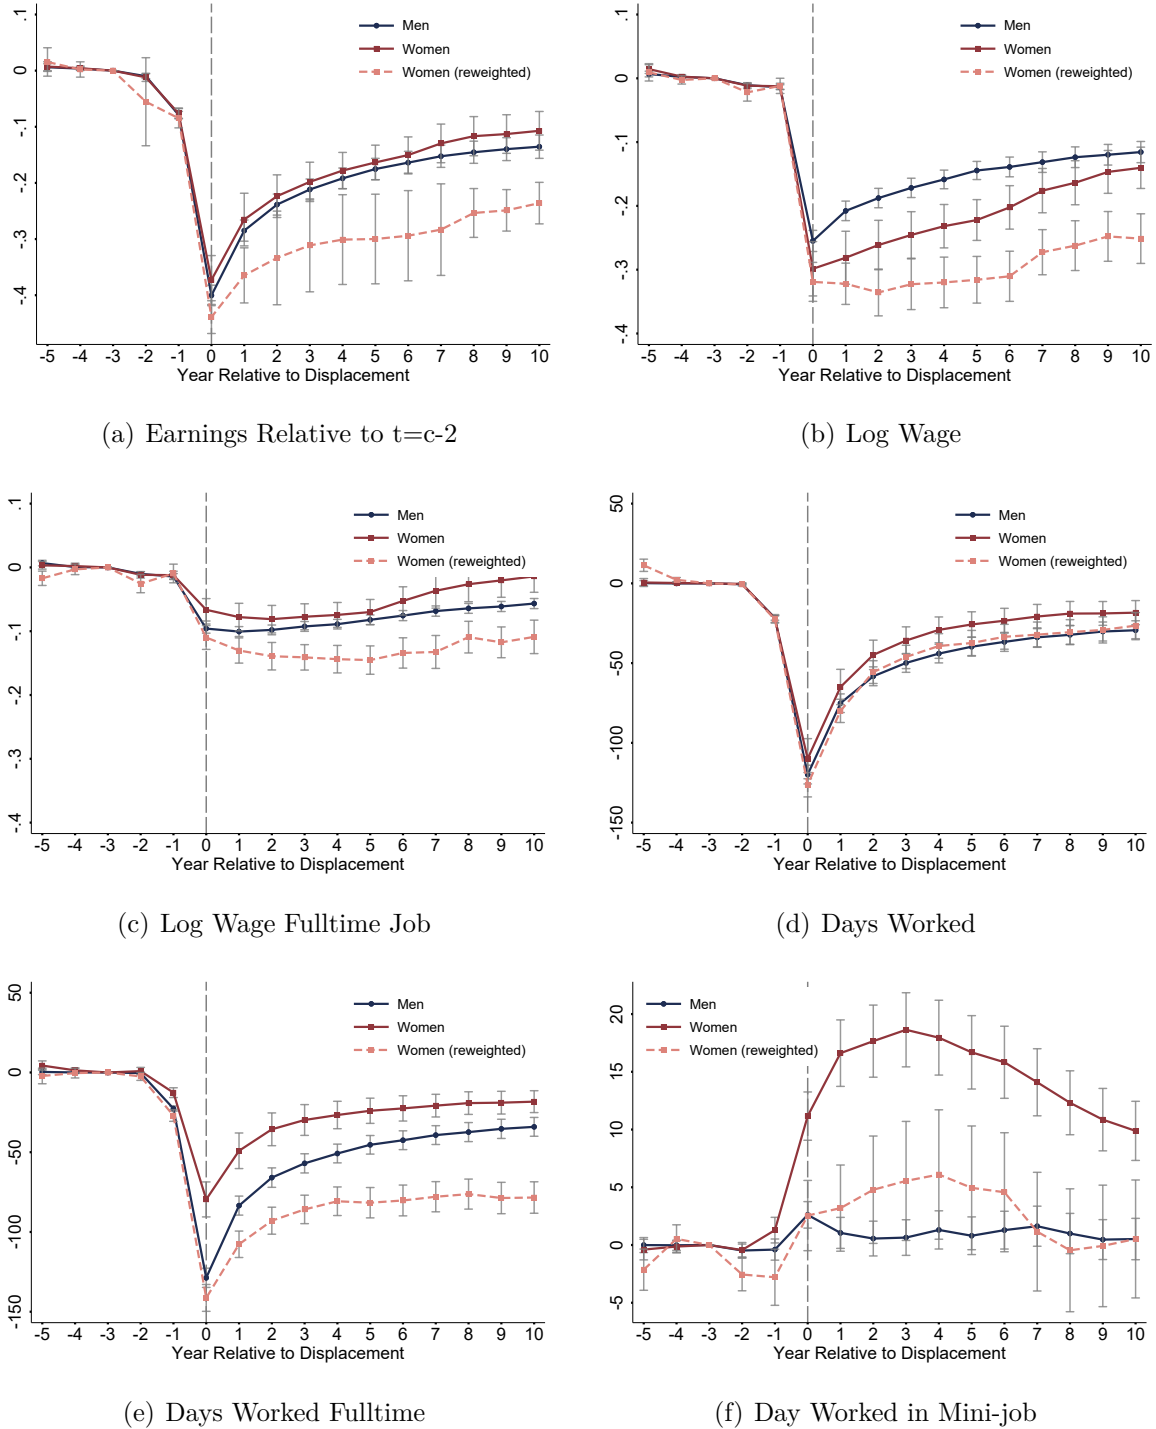 .1
0
-.1
-.2
-.3
-.4
Men
Women
Women (reweighted)
-5 -4 -3 -2 -1 0 1 2 3 4 5 6 7 8 9 10
Year Relative to Displacement
(a) Earnings Relative to t=c-2
.1
0
-.1
-.2
-.3
-.4
Men
Women
Women (reweighted)
-5 -4 -3 -2 -1 0 1 2 3 4 5 6 7 8 9 10
Year Relative to Displacement
(b) Log Wage
.1
0
-.1
-.2
-.3
-.4
Men
Women
Women (reweighted)
-5 -4 -3 -2 -1 0 1 2 3 4 5 6 7 8 9 10
Year Relative to Displacement
(c) Log Wage Fulltime Job
50
0
-50
-100
-150
Men
Women
Women (reweighted)
-5 -4 -3 -2 -1 0 1 2 3 4 5 6 7 8 9 10
Year Relative to Displacement
(d) Days Worked
50
0
-50
-100
-150
Men
Women
Women (reweighted)
-5 -4 -3 -2 -1 0 1 2 3 4 5 6 7 8 9 10
Year Relative to Displacement
(e) Days Worked Fulltime
20
15
10
5
0
-5
Men
Women
Women (reweighted)
-5 -4 -3 -2 -1 0 1 2 3 4 5 6 7 8 9 10
Year Relative to Displacement
(f) Day Worked in Mini-job